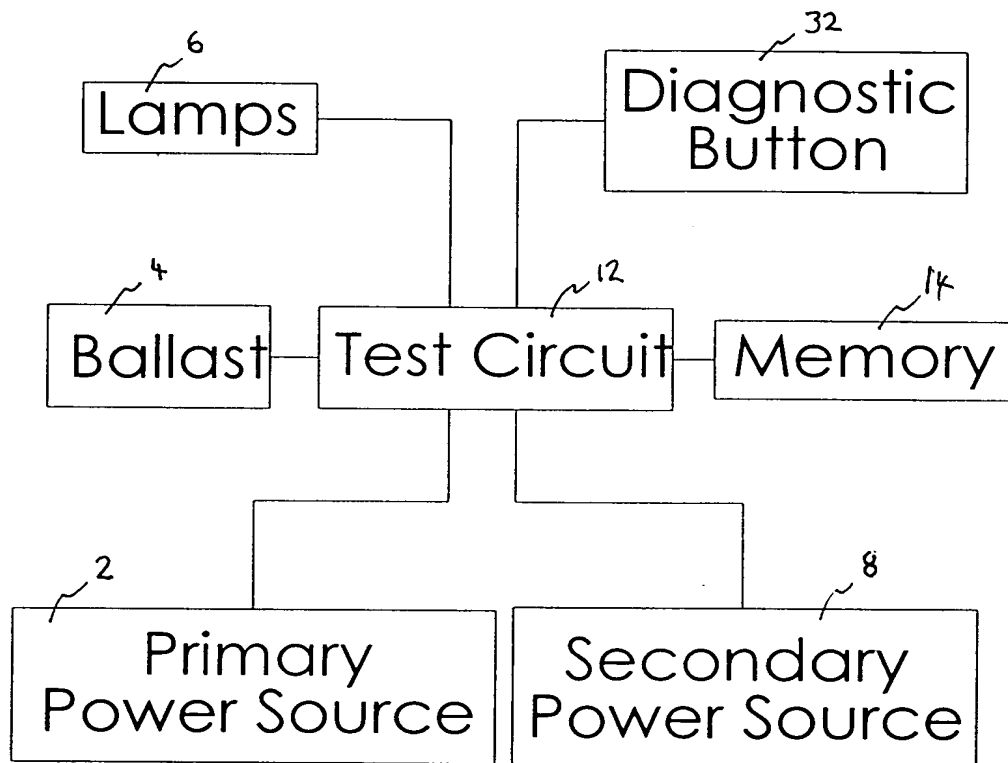 6
Lamps
32
Diagnostic
Button
4
Ballast
12
Test Circuit
14
Memory
2
Primary
Power Source
8
Secondary
Power Source